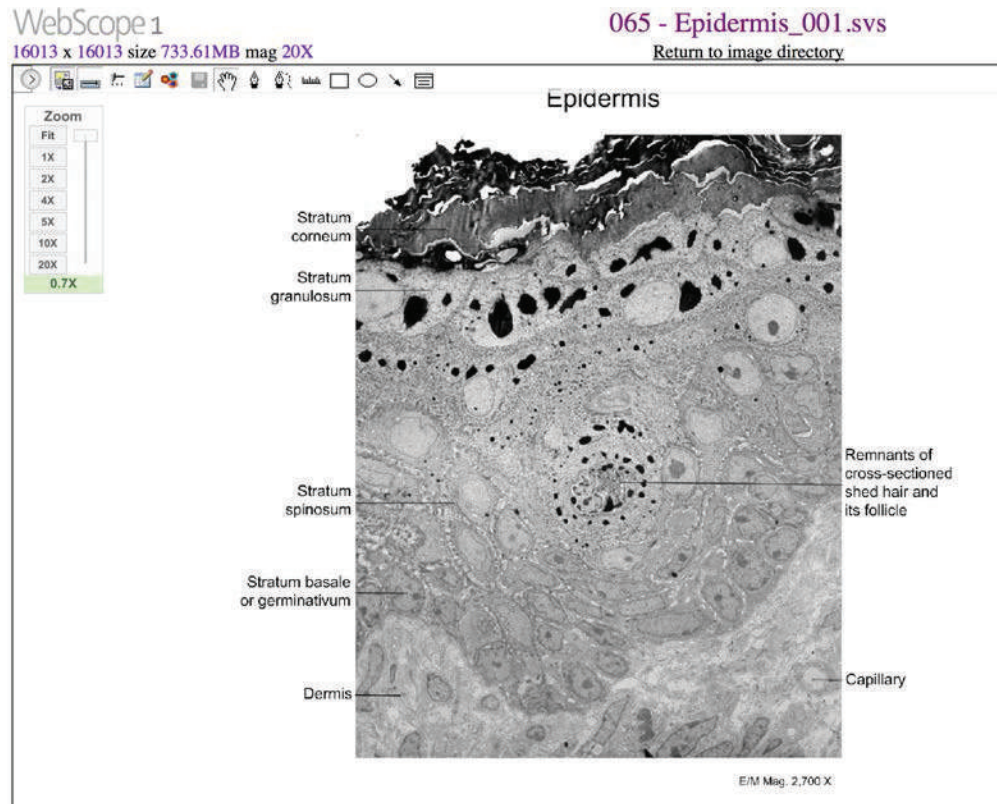 WebScope 1
065 - Epidermis_001.svs
16013 x 16013 size 733.61MB mag 20X
Return to image directory
Epidermis
Zoom
Fit
1X
2X
4X
5X
10X
20X
0.7X
Stratum
corneum
Stratum
granulosum
Stratum
spinosum
Stratum basale
or germinativum
Dermis
Remnants of
cross-sectioned
shed hair and
its follicle
Capillary
E/M Mag. 2,700 X